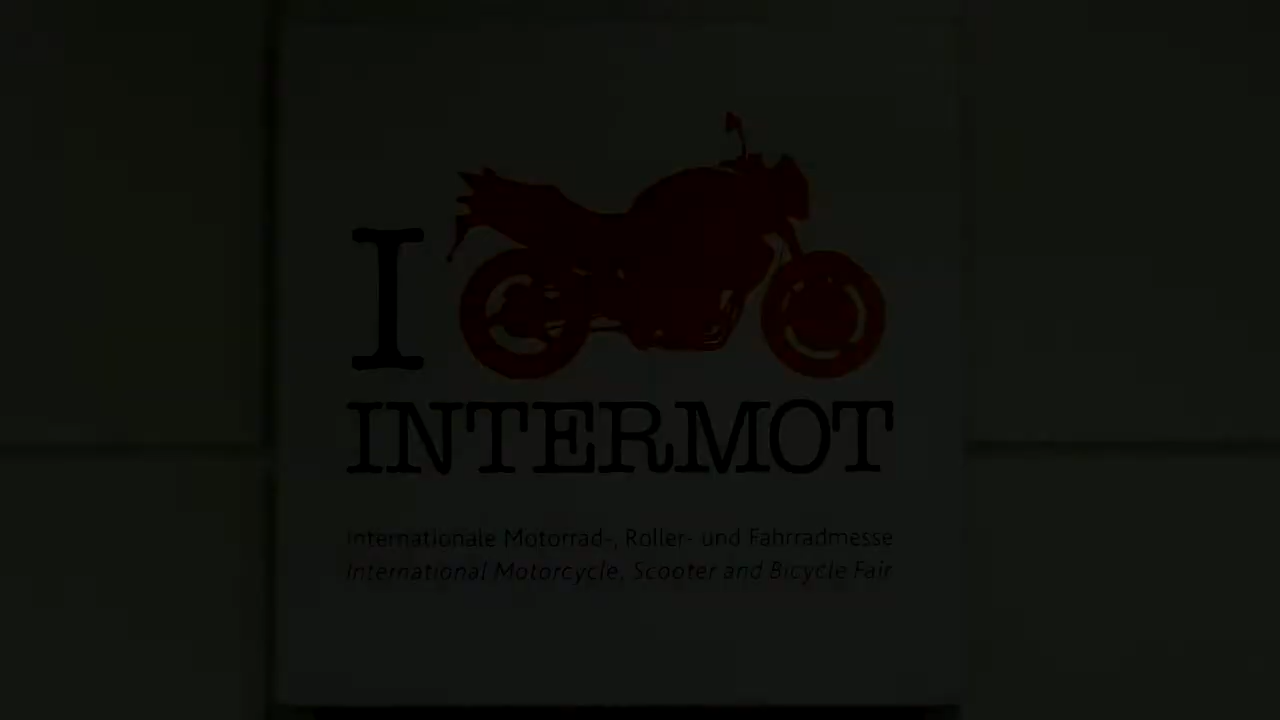 I
INTERMOT
Internationale Motorrad-, Roller- und Fahrradmesse
International Motorcycle, Scooter and Bicycle Fair